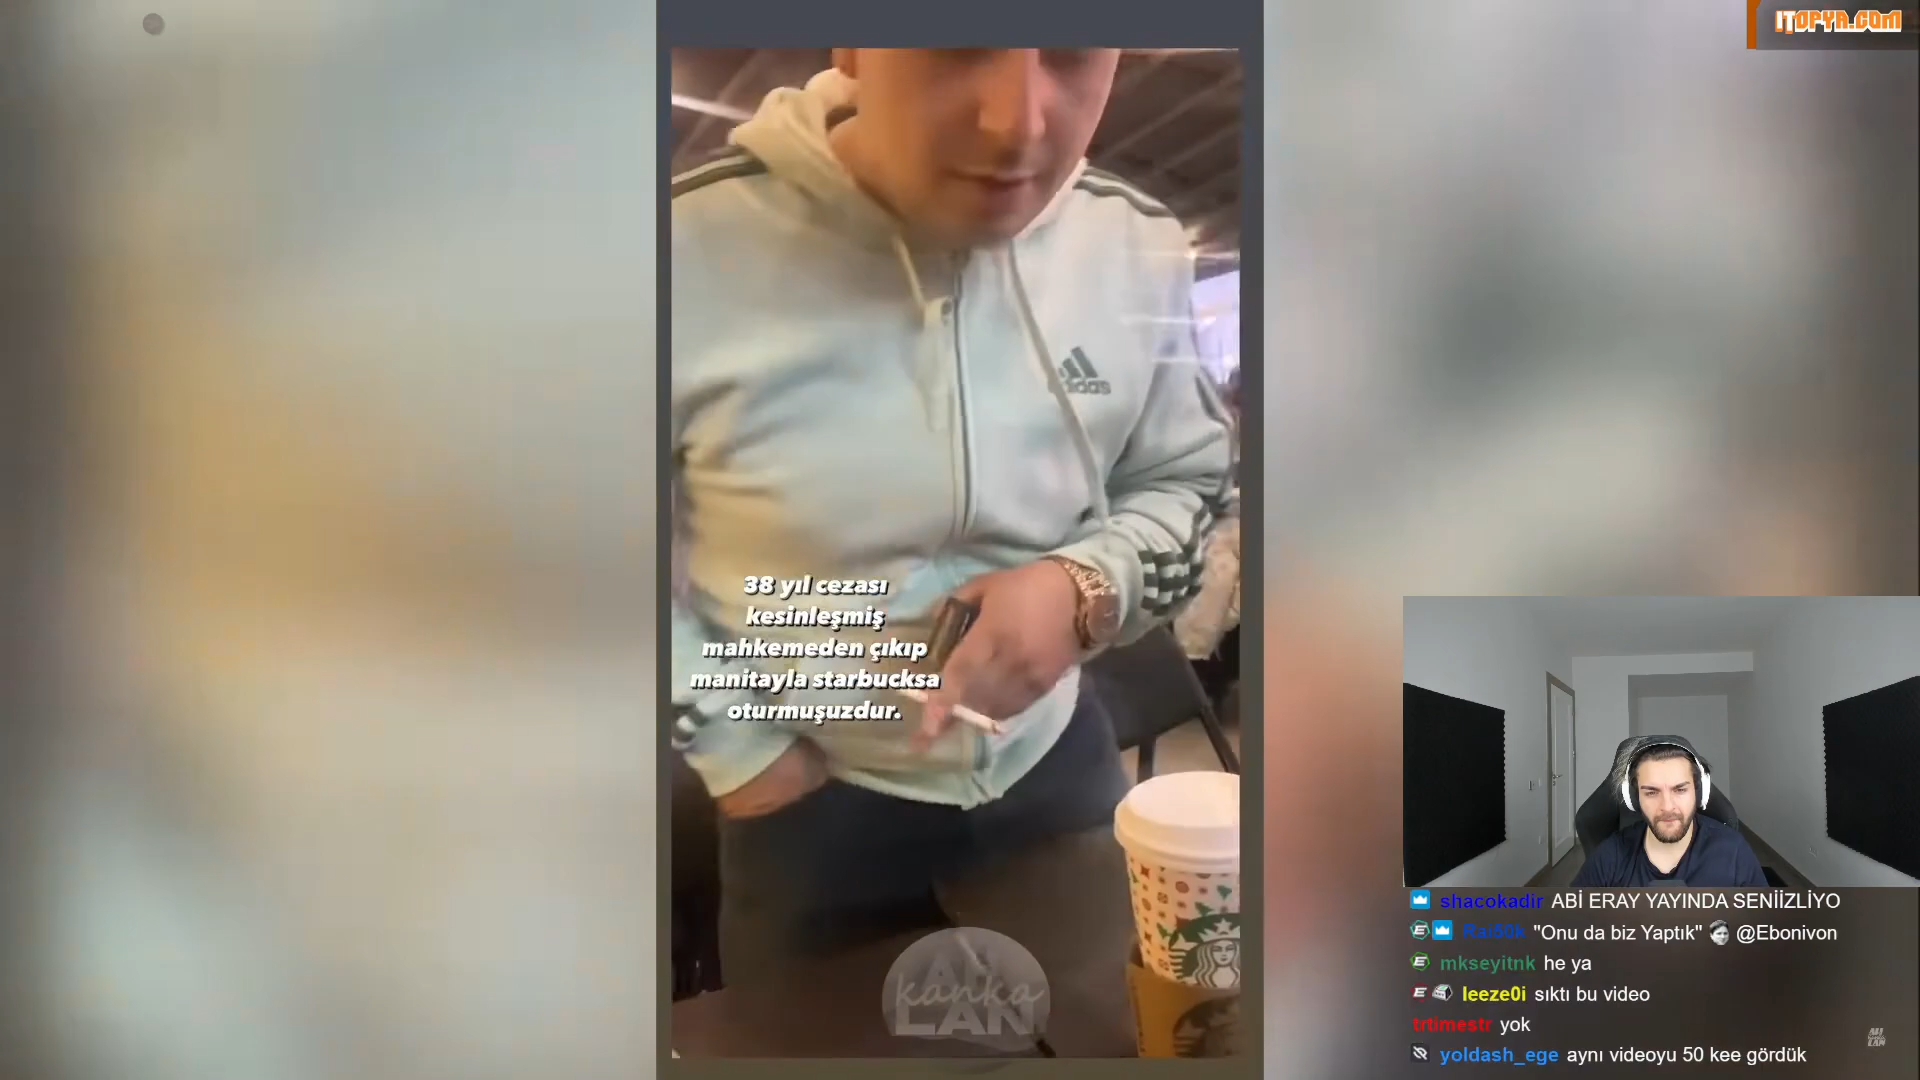 ITOPYA.COM
adidas
38 yıl cezası
kesinleşmiş
mahkemeden çıkıp
manitayla starbucksa
oturmuşuzdur.
AH
kanka
LAN
shacokadir ABİ ERAY YAYINDA SENİİZLİYO
Rai50k "Onu da biz Yaptık" @Ebonivon
mkseyitnk he ya
leeze0i sıktı bu video
trtimestr yok
yoldash_ege aynı videoyu 50 kee gördük